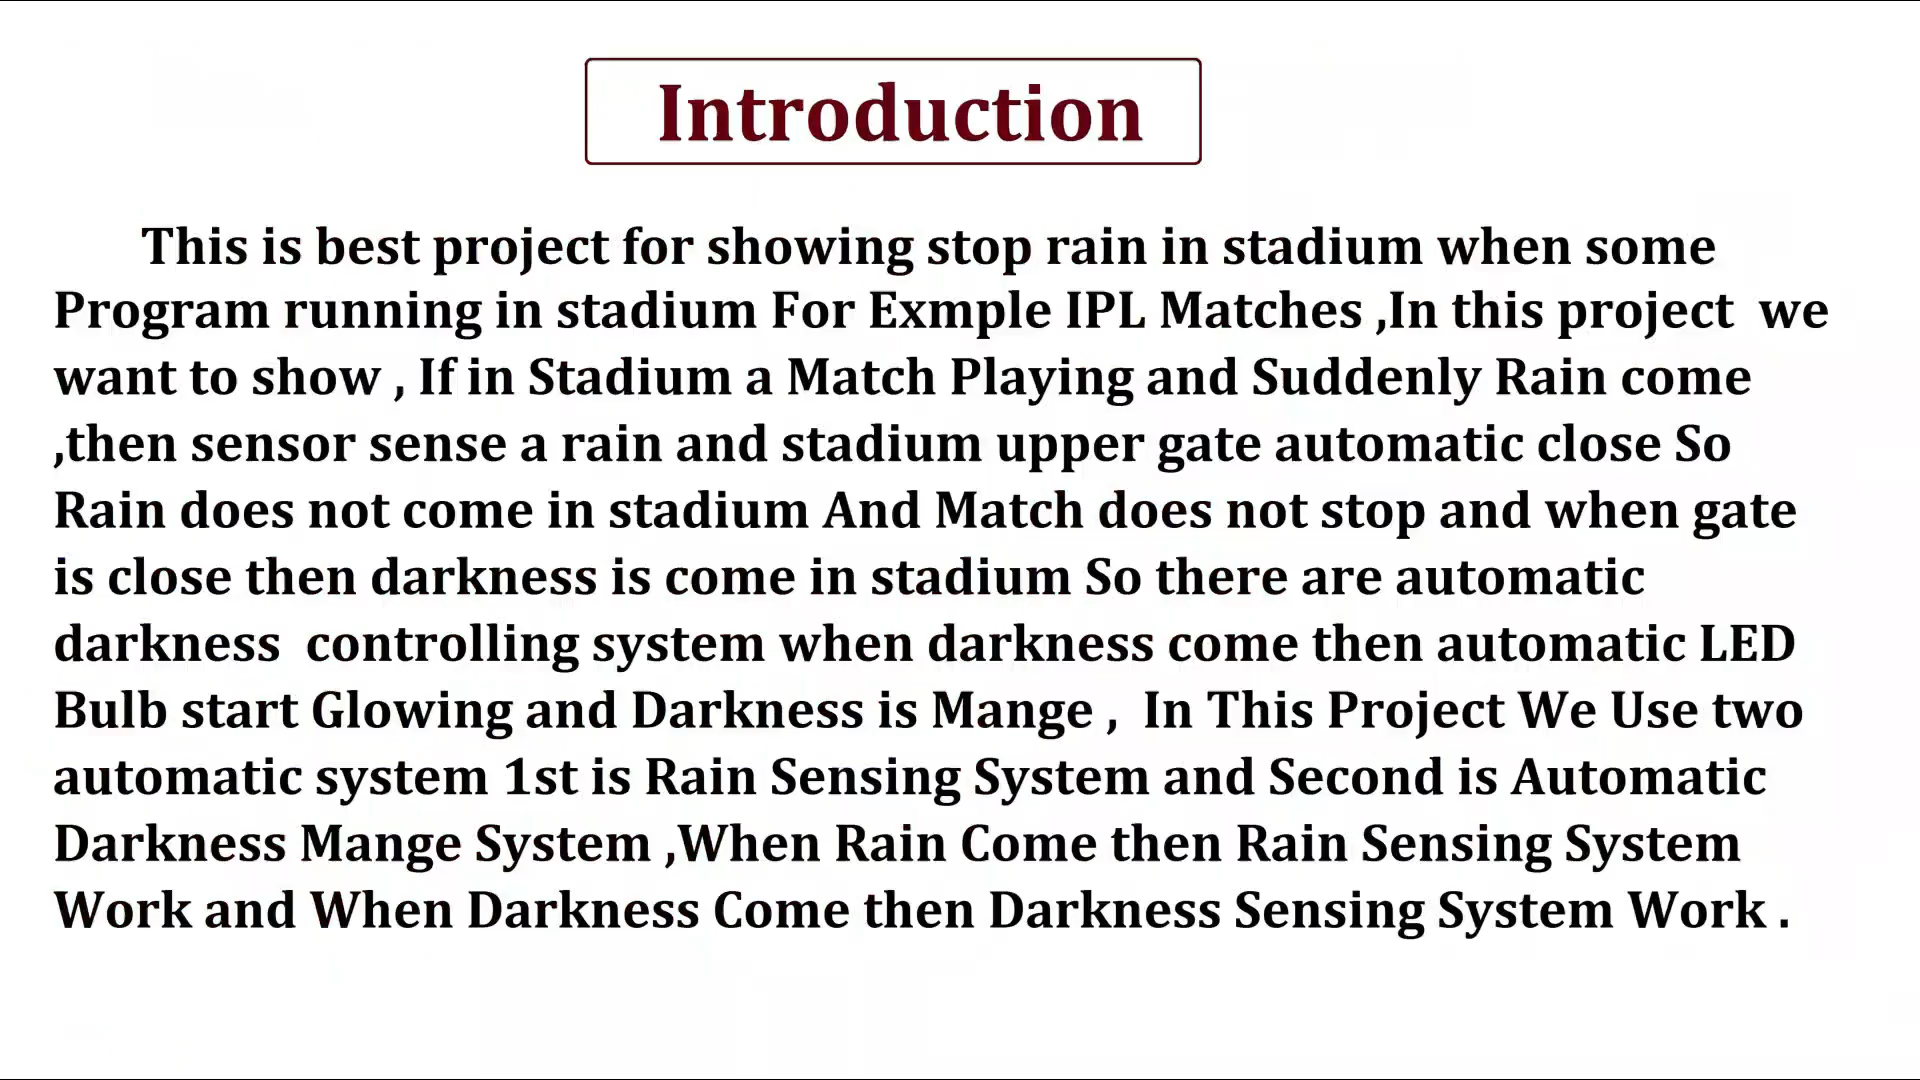 Introduction
This is best project for showing stop rain in stadium when some
Program running in stadium For Exmple IPL Matches ,In this project we
want to show , If in Stadium a Match Playing and Suddenly Rain come
,then sensor sense a rain and stadium upper gate automatic close So
Rain does not come in stadium And Match does not stop and when gate
is close then darkness is come in stadium So there are automatic
darkness controlling system when darkness come then automatic LED
Bulb start Glowing and Darkness is Mange , In This Project We Use two
automatic system 1st is Rain Sensing System and Second is Automatic
Darkness Mange System ,When Rain Come then Rain Sensing System
Work and When Darkness Come then Darkness Sensing System Work .